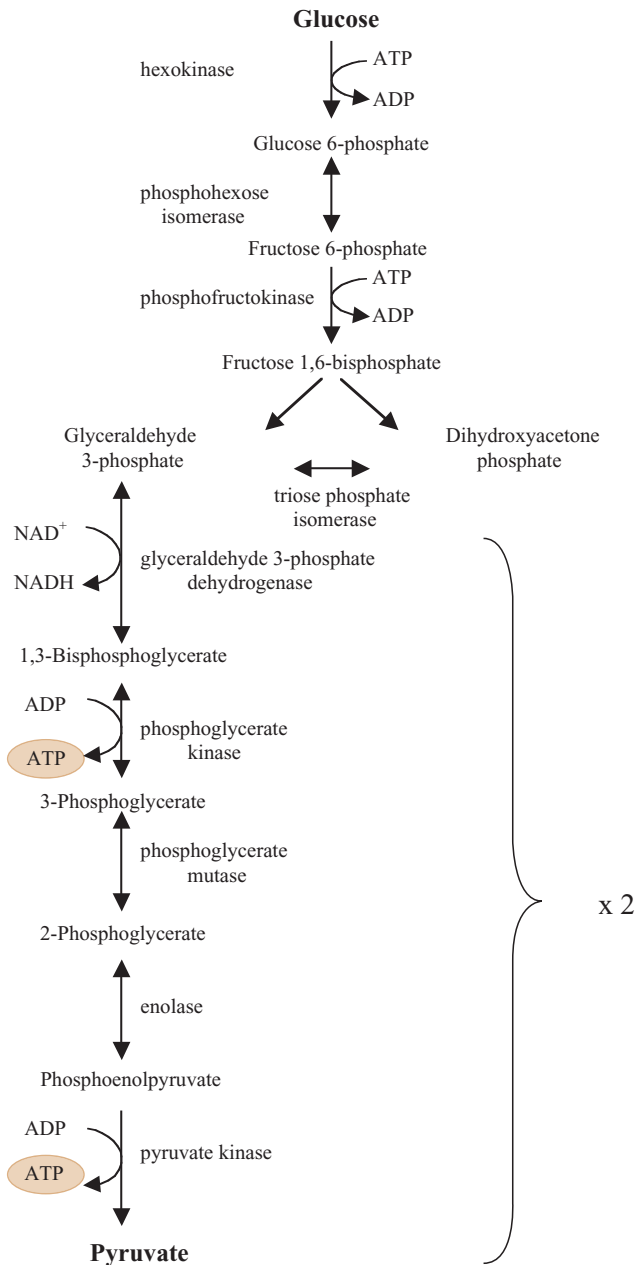 Glucose
hexokinase
ATP
ADP
Glucose 6-phosphate
phosphohexose
isomerase
Fructose 6-phosphate
phosphofructokinase
ATP
ADP
Fructose 1,6-bisphosphate
Glyceraldehyde
3-phosphate
Dihydroxyacetone
phosphate
triose phosphate
isomerase
NAD+
NADH
glyceraldehyde 3-phosphate
dehydrogenase
1,3-Bisphosphoglycerate
ADP
ATP
phosphoglycerate
kinase
3-Phosphoglycerate
phosphoglycerate
mutase
x 2
2-Phosphoglycerate
enolase
Phosphoenolpyruvate
ADP
ATP
pyruvate kinase
Pyruvate